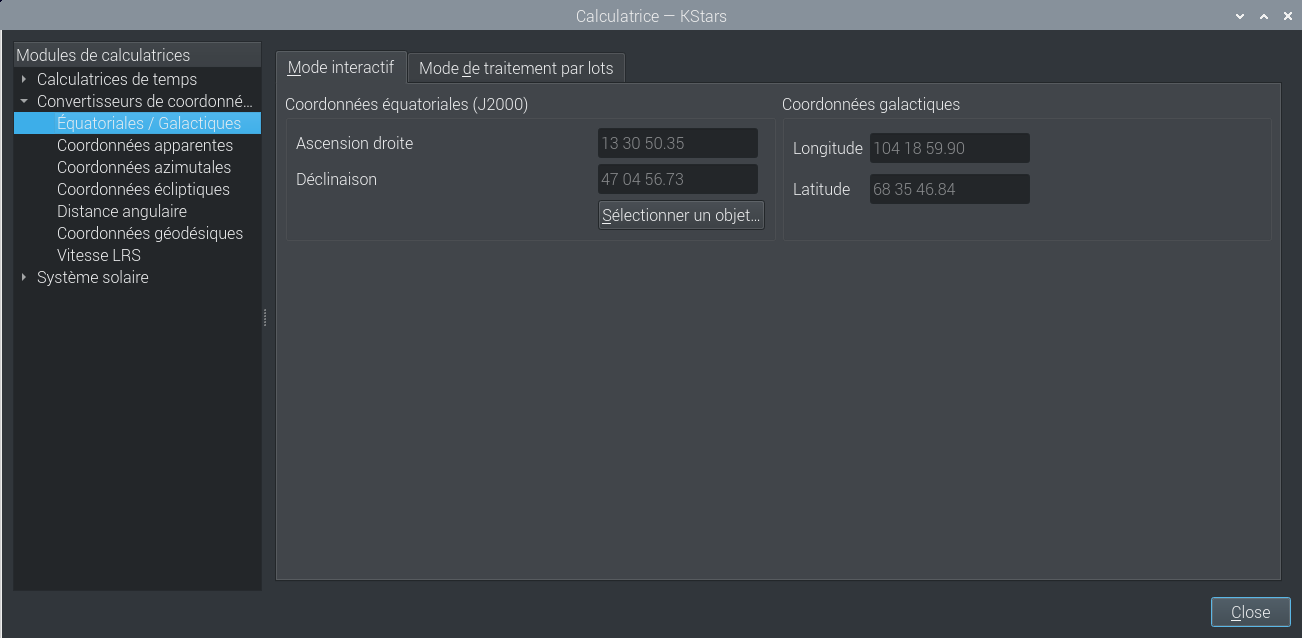 Calculatrice — KStars
Modules de calculatrices
Calculatrices de temps
Convertisseurs de coordonné...
Équatoriales / Galactiques
Coordonnées apparentes
Coordonnées azimutales
Coordonnées écliptiques
Distance angulaire
Coordonnées géodésiques
Vitesse LRS
Système solaire
Mode interactif
Mode de traitement par lots
Coordonnées équatoriales (J2000)
Ascension droite
13 30 50.35
Déclinaison
47 04 56.73
Sélectionner un objet...
Coordonnées galactiques
Longitude
104 18 59.90
Latitude
68 35 46.84
Close